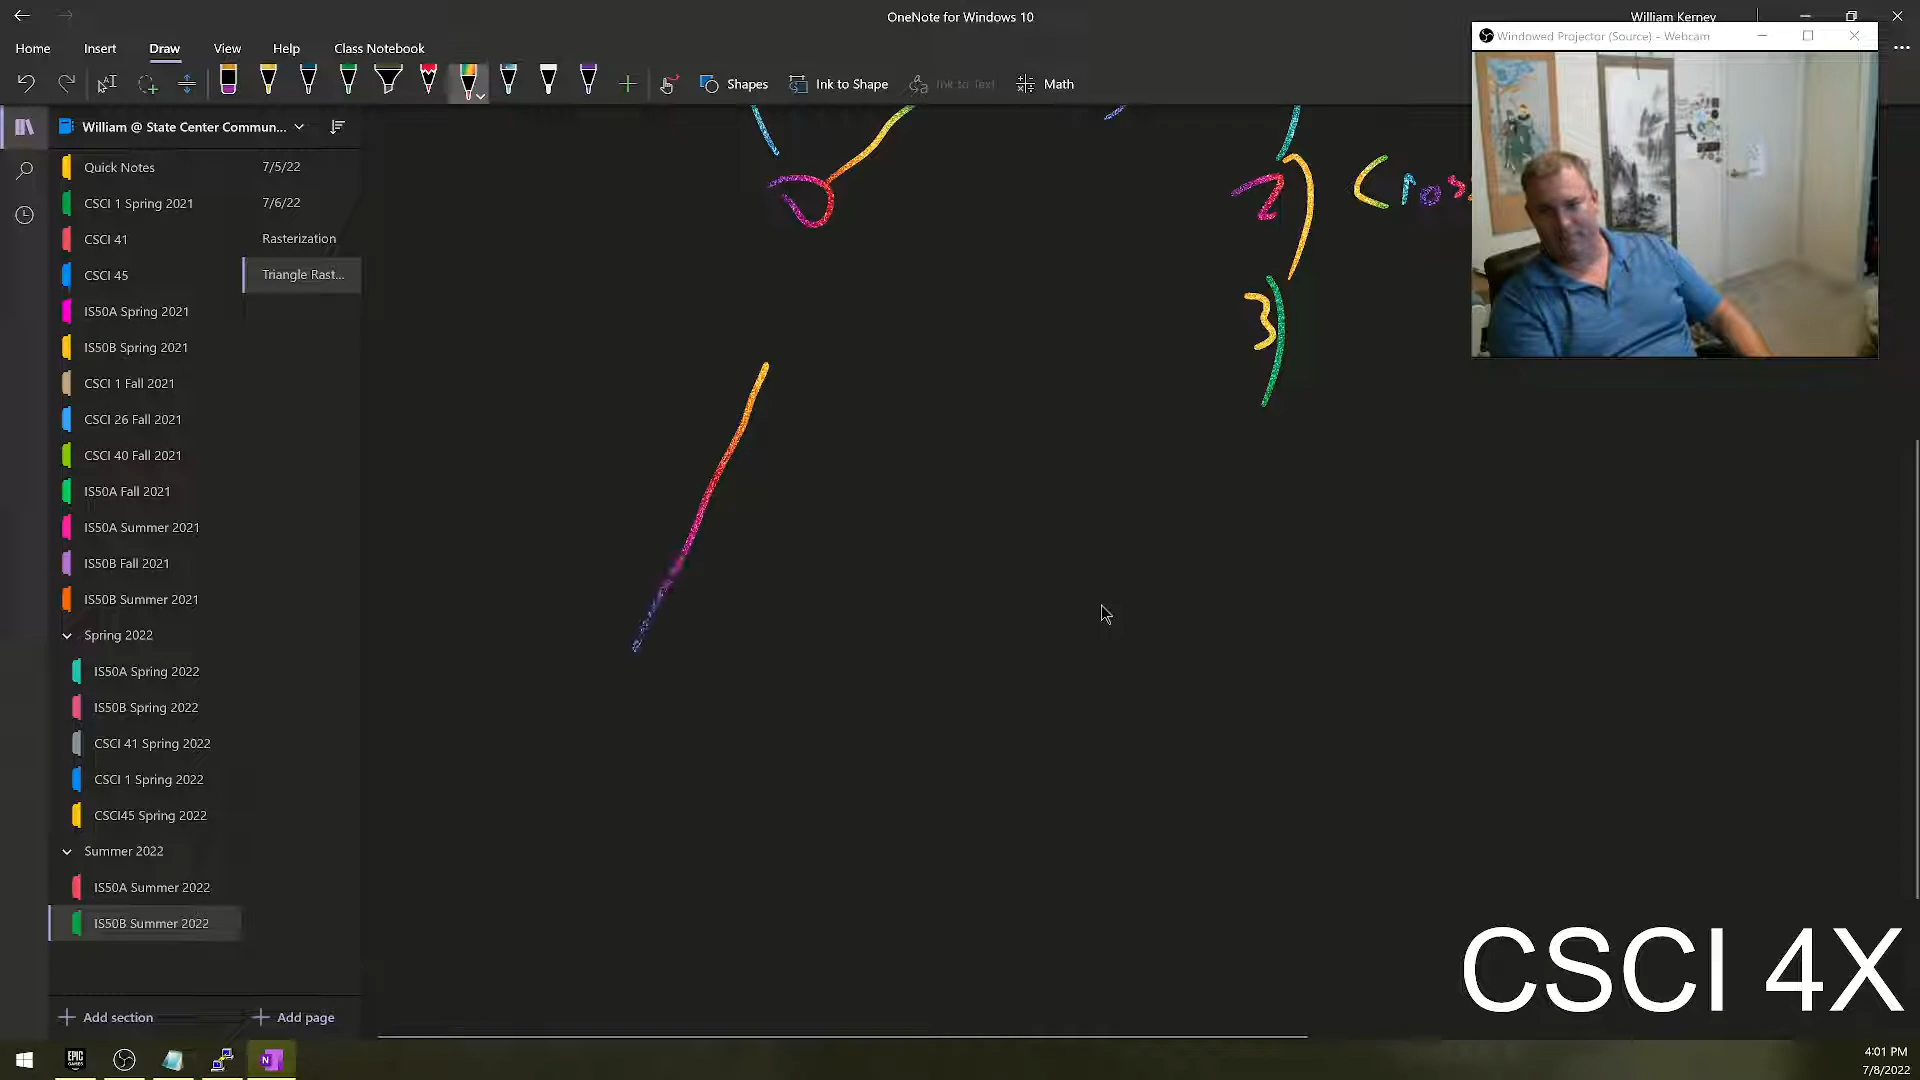 OneNote for Windows 10
William Kerney
Windowed Projector (Source) - Webcam
Home Insert Draw View Help Class Notebook
Shapes Ink to Shape Ink to Text Math
William @ State Center Commun...
Quick Notes
CSCI 1 Spring 2021
CSCI 41
CSCI 45
IS50A Spring 2021
IS50B Spring 2021
CSCI 1 Fall 2021
CSCI 26 Fall 2021
CSCI 40 Fall 2021
IS50A Fall 2021
IS50A Summer 2021
IS50B Fall 2021
IS50B Summer 2021
Spring 2022
IS50A Spring 2022
IS50B Spring 2022
CSCI 41 Spring 2022
CSCI 1 Spring 2022
CSCI45 Spring 2022
Summer 2022
IS50A Summer 2022
IS50B Summer 2022
Add section
7/5/22
7/6/22
Rasterization
Triangle Rast...
Add page
2)
3)
CSCI 4X
EPIC GAMES
N
4:01 PM
7/8/2022